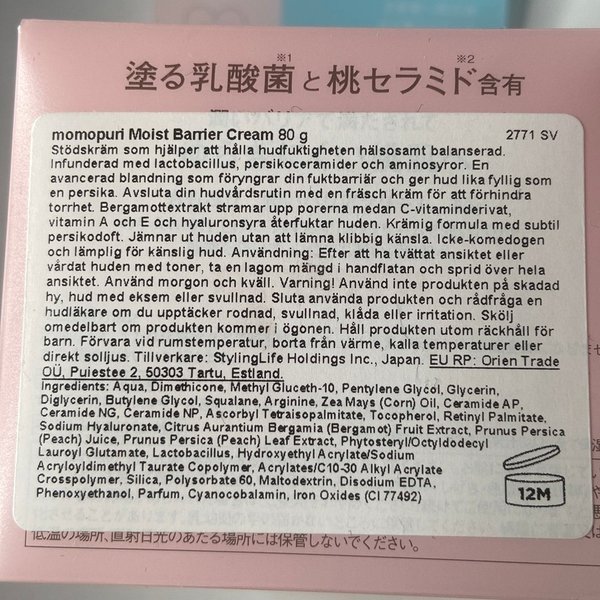 ※1 ※2
塗る乳酸菌と桃セラミド含有
momopuri Moist Barrier Cream 80 g 2771 SV
Stödskräm som hjälper att hålla hudfuktigheten hälsosamt balanserad.
Infunderad med lactobacillus, persikoceramider och aminosyror. En
avancerad blandning som föryngrar din fuktbarriär och ger hud lika fyllig som
en persika. Avsluta din hudvårdsrutin med en fräsch kräm för att förhindra
torrhet. Bergamottextrakt stramar upp porerna medan C-vitaminderivat,
vitamin A och E och hyaluronsyra återfuktar huden. Krämig formula med subtil
persikodoft. Jämnar ut huden utan att lämna klibbig känsla. Icke-komedogen
och lämplig för känslig hud. Användning: Efter att ha tvättat ansiktet eller
vårdat huden med toner, ta en lagom mängd i handflatan och sprid över hela
ansiktet. Använd morgon och kväll. Varning! Använd inte produkten på skadad
hy, hud med eksem eller svullnad. Sluta använda produkten och rådfråga en
hudläkare om du upptäcker rodnad, svullnad, klåda eller irritation. Skölj
omedelbart om produkten kommer i ögonen. Håll produkten utom räckhåll för
barn. Förvara vid rumstemperatur, borta från värme, kalla temperaturer eller
direkt solljus. Tillverkare: StylingLife Holdings Inc., Japan. EU RP: Orien Trade
OÜ, Puiestee 2, 50303 Tartu, Estland.
Ingredients: Aqua, Dimethicone, Methyl Gluceth-10, Pentylene Glycol, Glycerin,
Diglycerin, Butylene Glycol, Squalane, Arginine, Zea Mays (Corn) Oil, Ceramide AP,
Ceramide NG, Ceramide NP, Ascorbyl Tetraisopalmitate, Tocopherol, Retinyl Palmitate,
Sodium Hyaluronate, Citrus Aurantium Bergamia (Bergamot) Fruit Extract, Prunus Persica
(Peach) Juice, Prunus Persica (Peach) Leaf Extract, Phytosteryl/Octyldodecyl
Lauroyl Glutamate, Lactobacillus, Hydroxyethyl Acrylate/Sodium
Acryloyldimethyl Taurate Copolymer, Acrylates/C10-30 Alkyl Acrylate
Crosspolymer, Silica, Polysorbate 60, Maltodextrin, Disodium EDTA,
Phenoxyethanol, Parfum, Cyanocobalamin, Iron Oxides (CI 77492)
12M
低温の場所、直射日光のあたる場所には保管しないでください。